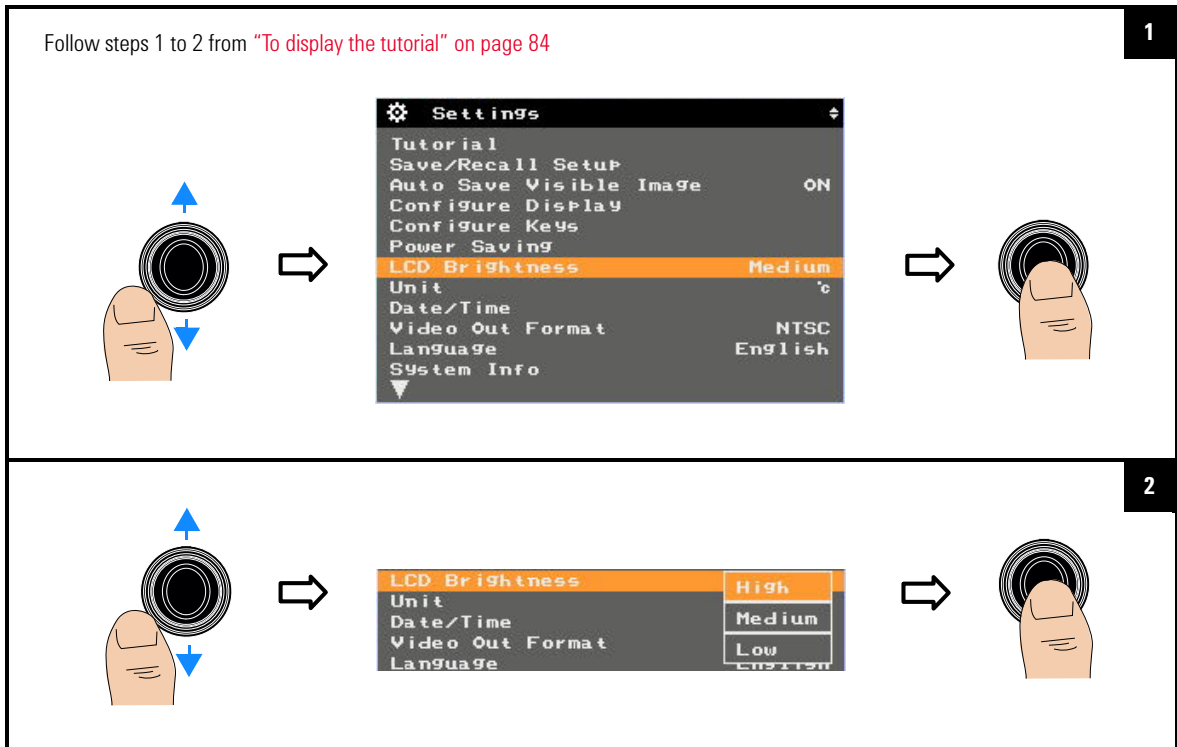 1
Follow steps 1 to 2 from “To display the tutorial” on page 84
Settings
Tutorial
Save/Recall Setup
Auto Save Visible Image ON
Configure Display
Configure Keys
Power Saving
LCD Brightness Medium
Unit °c
Date/Time
Video Out Format NTSC
Language English
System Info
2
LCD Brightness High
Unit
Date/Time Medium
Video Out Format
Low
Language English